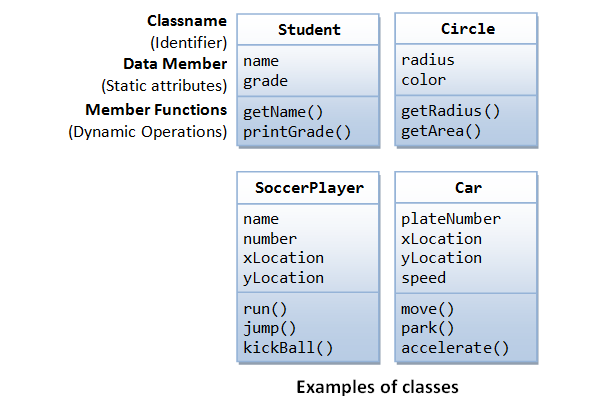 Classname
(Identifier)
Data Member
(Static attributes)
Member Functions
(Dynamic Operations)
Student
name
grade
getName()
printGrade()
Circle
radius
color
getRadius()
getArea()
SoccerPlayer
name
number
xLocation
yLocation
run()
jump()
kickBall()
Car
plateNumber
xLocation
yLocation
speed
move()
park()
accelerate()
Examples of classes